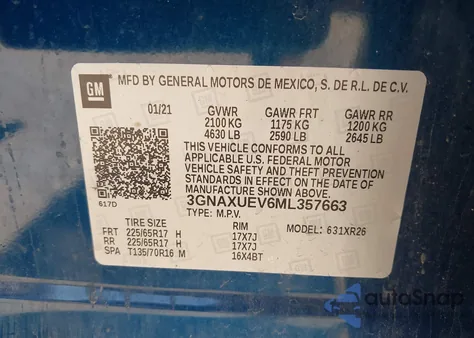 GM
MFD BY GENERAL MOTORS DE MEXICO, S. DE R.L. DE C.V.
01/21 GVWR GAWR FRT GAWR RR
2100 KG 1175 KG 1200 KG
4630 LB 2590 LB 2645 LB
THIS VEHICLE CONFORMS TO ALL
APPLICABLE U.S. FEDERAL MOTOR
VEHICLE SAFETY AND THEFT PREVENTION
STANDARDS IN EFFECT ON THE DATE OF
MANUFACTURE SHOWN ABOVE.
617D
3GNAXUEV6ML357663
TYPE: M.P.V.
TIRE SIZE RIM MODEL: 631XR26
FRT 225/65R17 H 17X7J
RR 225/65R17 H 17X7J
SPA T135/70R16 M 16X4BT
autoSnap